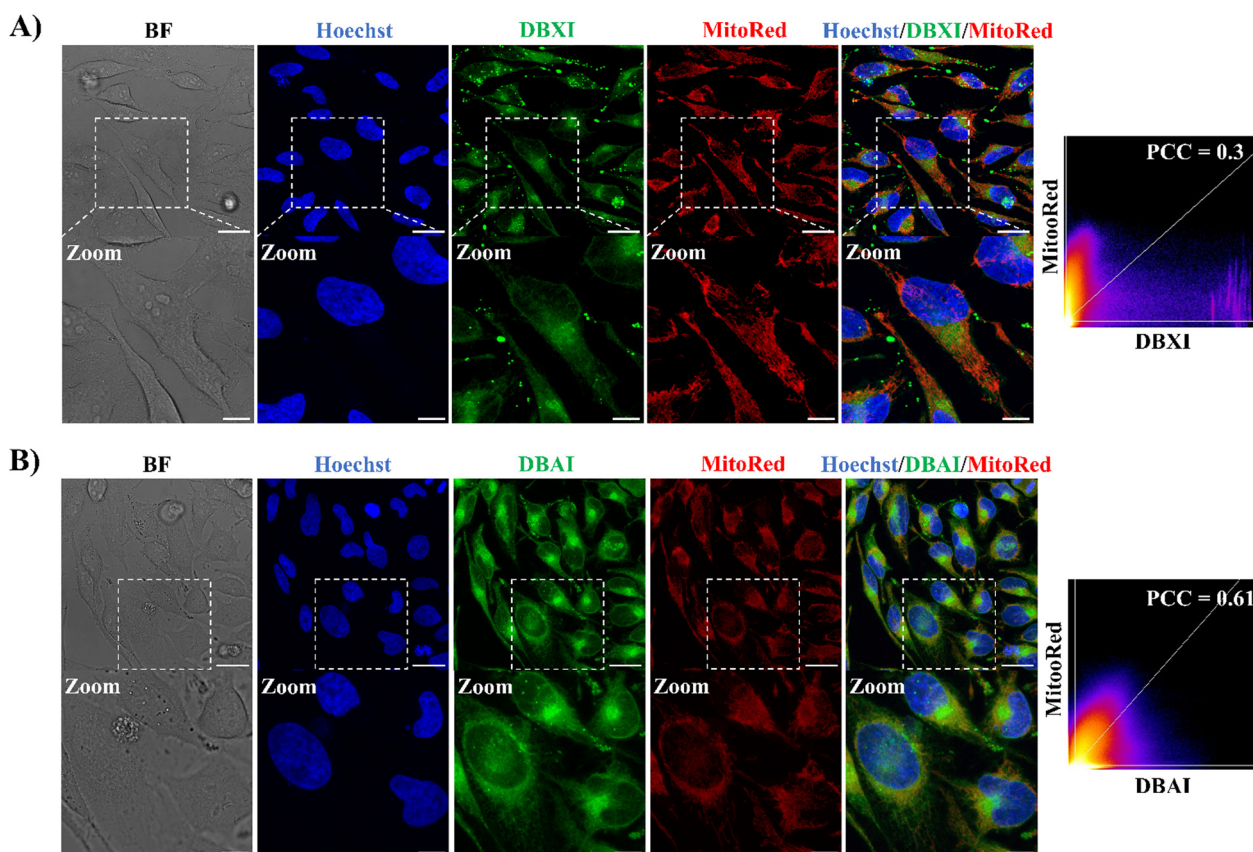 A)
BF Hoechst DBXI MitoRed Hoechst/DBXI/MitoRed
PCC = 0.3
MitooRed
Zoom Zoom Zoom Zoom Zoom
DBXI
B)
BF Hoechst DBAI MitoRed Hoechst/DBAI/MitoRed
PCC = 0.61
MitooRed
Zoom Zoom Zoom Zoom Zoom
DBAI